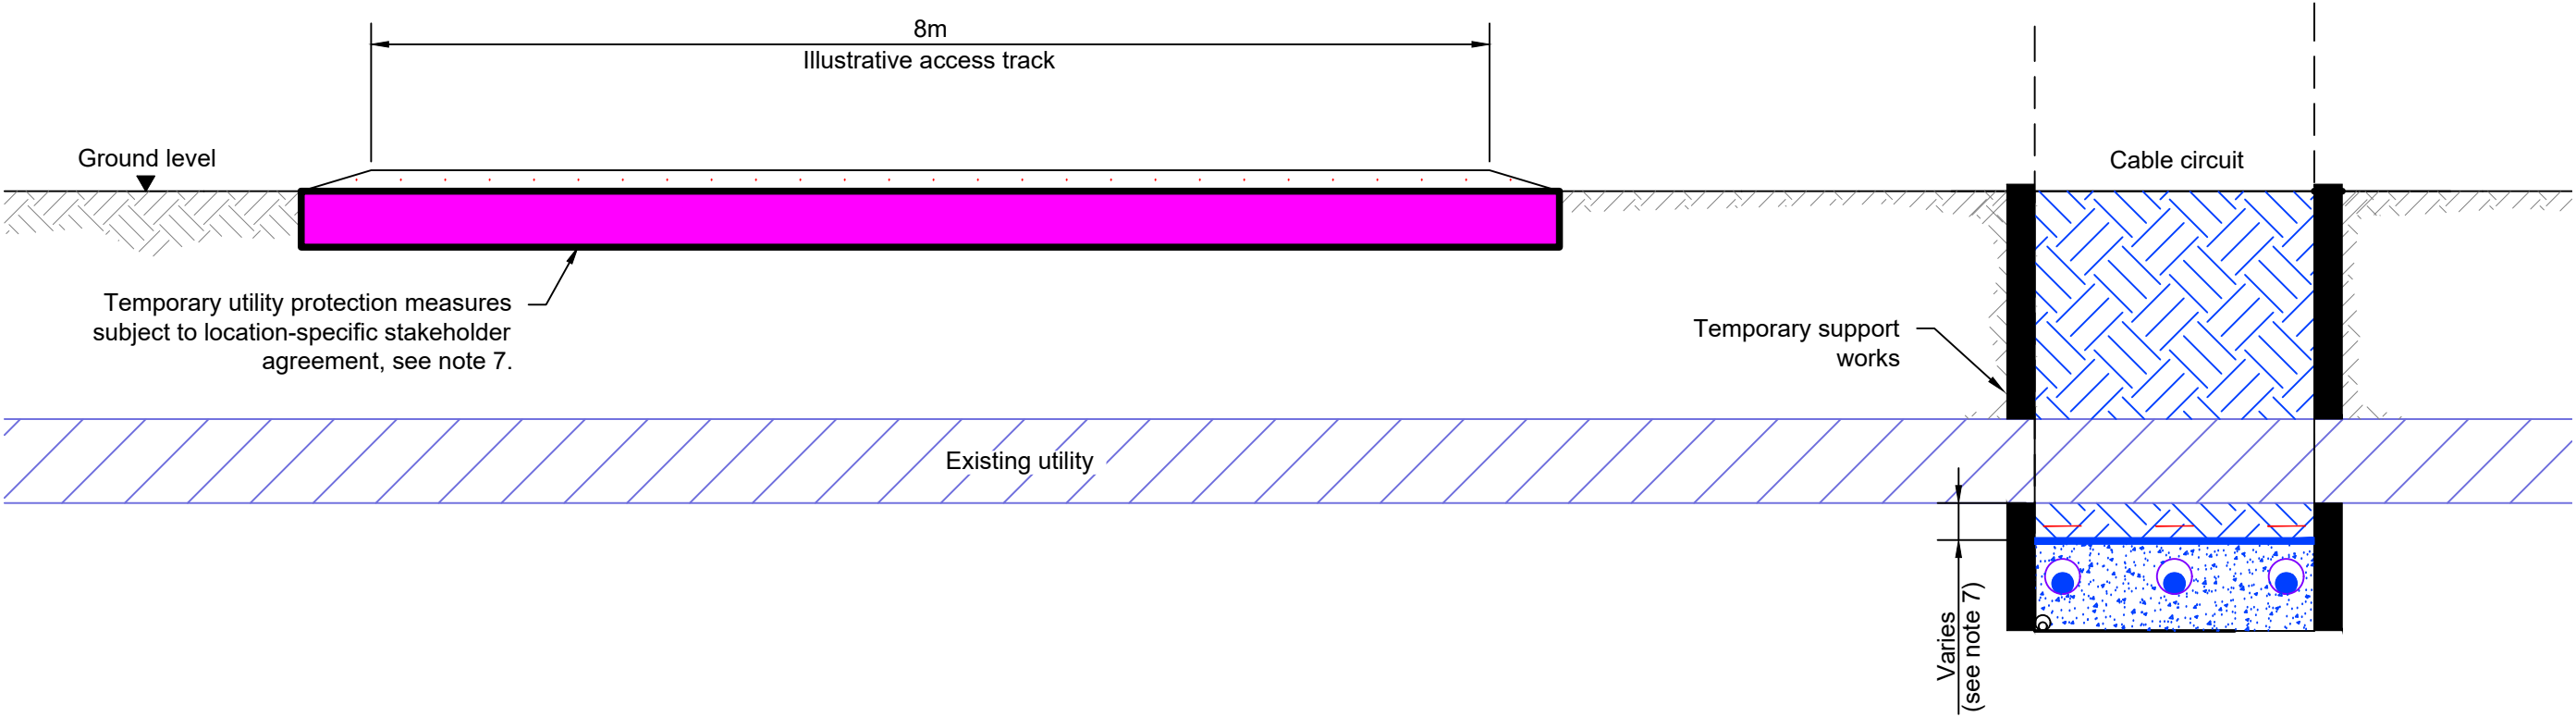 8m
Illustrative access track
Ground level
Cable circuit
Temporary utility protection measures
subject to location-specific stakeholder
agreement, see note 7.
Temporary support
works
Existing utility
Varies
(see note 7)